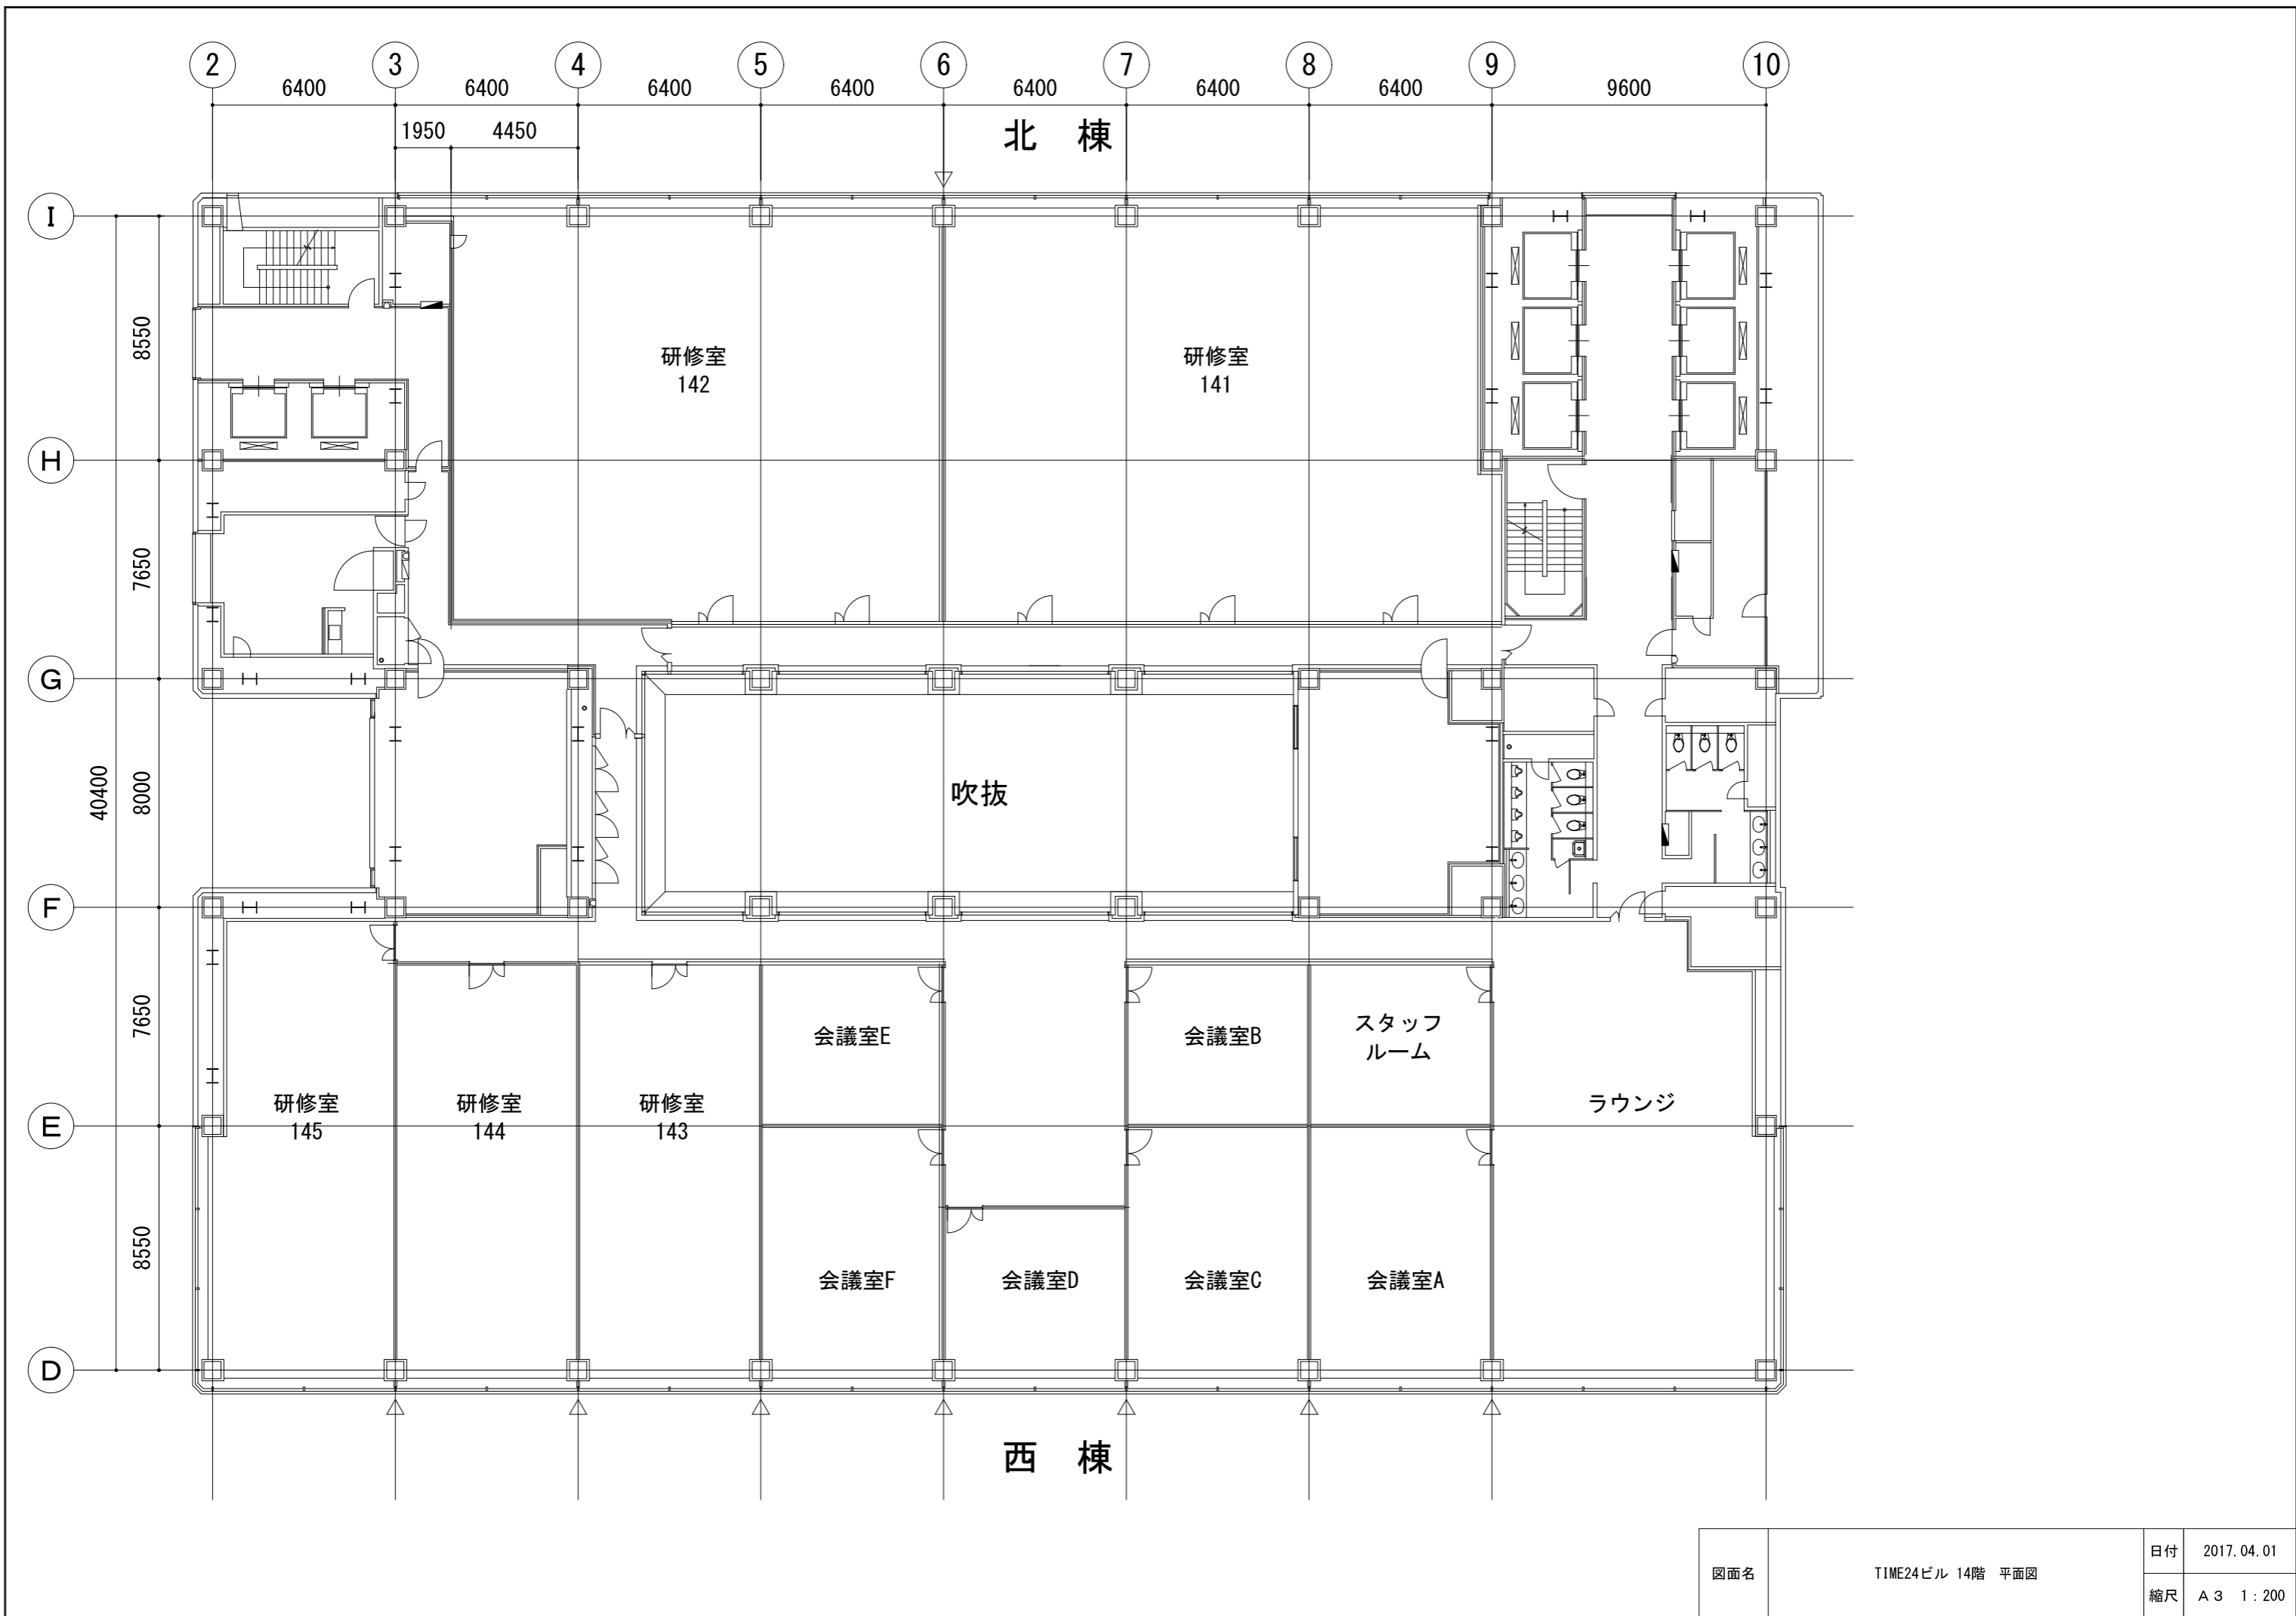 2 3 4 5 6 7 8 9 10
6400 6400 6400 6400 6400 6400 6400 9600
1950 4450
北 棟
I
8550
H
7650
G
40400
8000
F
7650
E
8550
D
研修室
142
研修室
141
吹抜
会議室E
会議室B
スタッフ
ルーム
研修室
145
研修室
144
研修室
143
ラウンジ
会議室F
会議室D
会議室C
会議室A
西 棟
図面名
TIME24ビル 14階 平面図
日付
2017.04.01
縮尺
A3 1:200